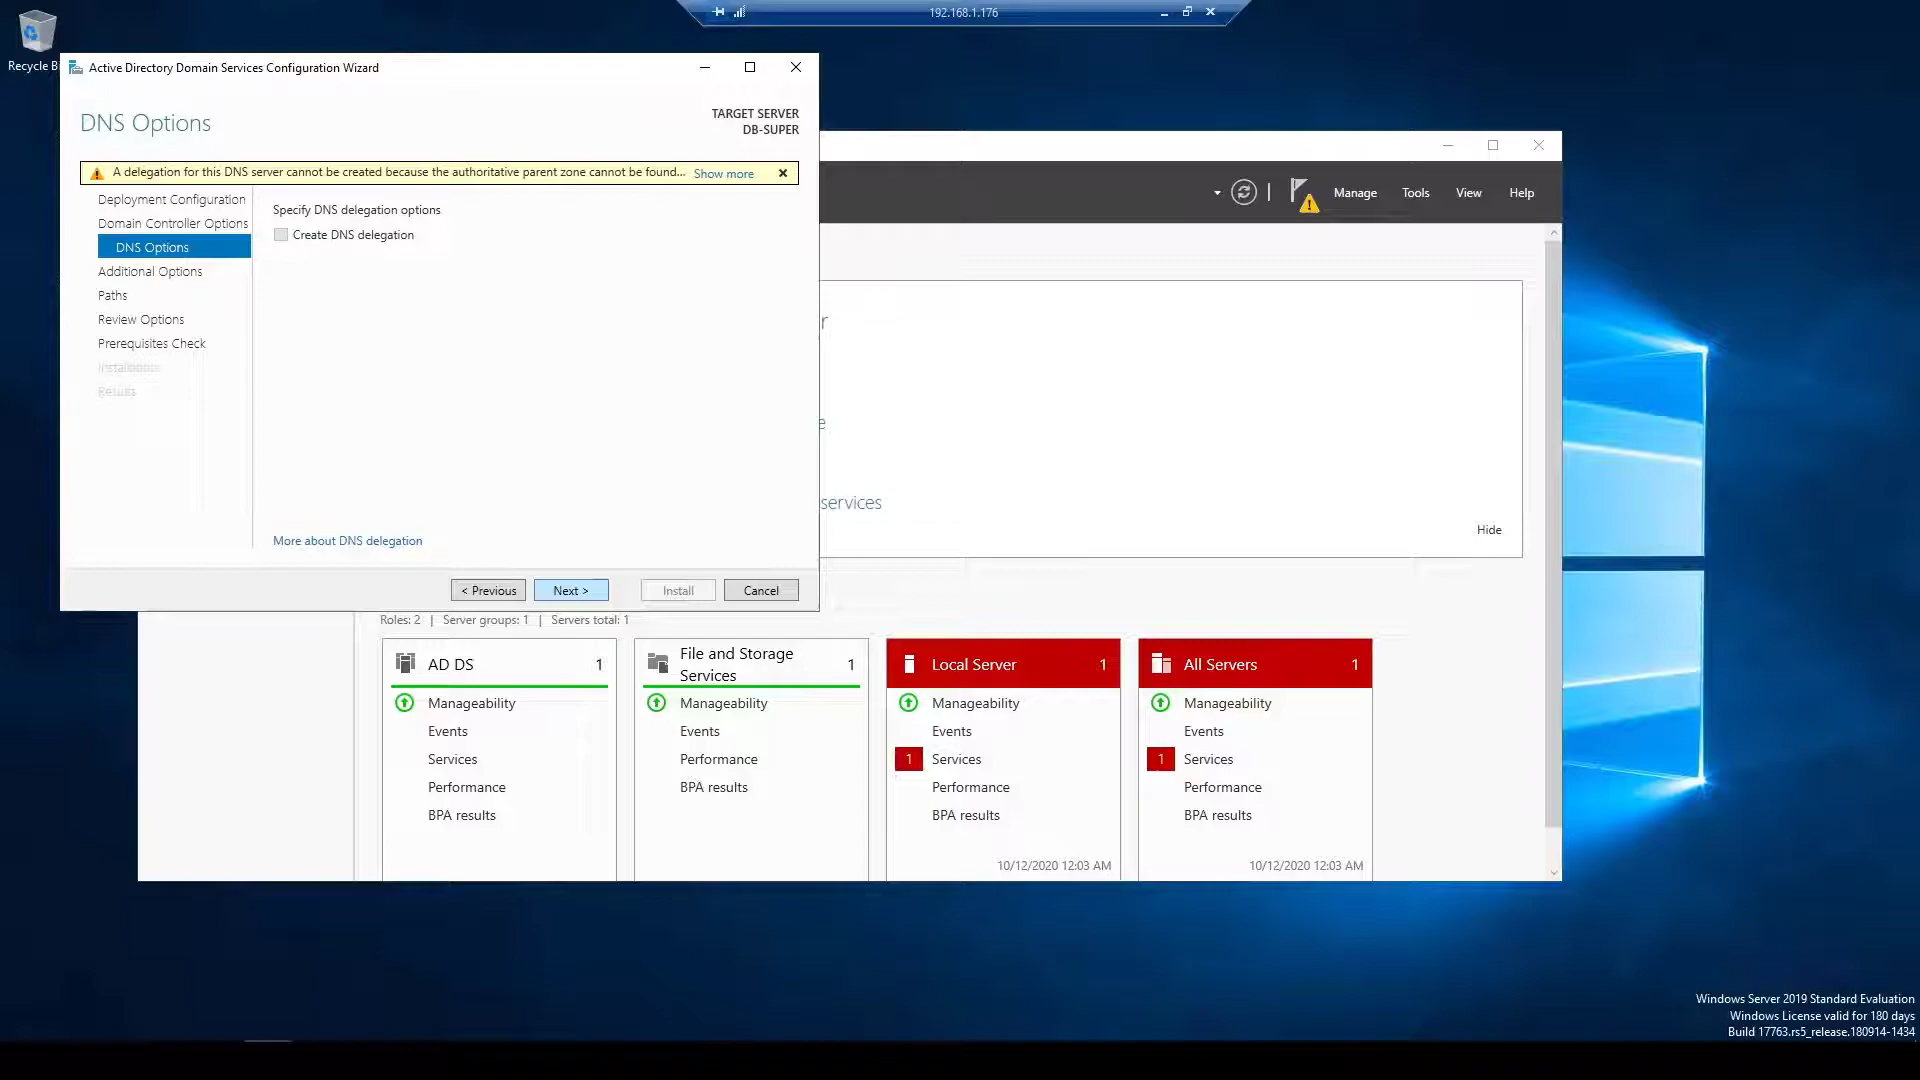 192.168.1.176
Recycle B
Active Directory Domain Services Configuration Wizard
DNS Options
TARGET SERVER
DB-SUPER
A delegation for this DNS server cannot be created because the authoritative parent zone cannot be found... Show more
Deployment Configuration
Domain Controller Options
DNS Options
Additional Options
Paths
Review Options
Prerequisites Check
Installation
Results
Specify DNS delegation options
Create DNS delegation
More about DNS delegation
< Previous
Next >
Install
Cancel
Manage
Tools
View
Help
r
e
services
Hide
Roles: 2 | Server groups: 1 | Servers total: 1
AD DS 1
Manageability
Events
Services
Performance
BPA results
File and Storage
Services
1
Manageability
Events
Performance
BPA results
Local Server 1
Manageability
Events
1 Services
Performance
BPA results
10/12/2020 12:03 AM
All Servers 1
Manageability
Events
1 Services
Performance
BPA results
10/12/2020 12:03 AM
Windows Server 2019 Standard Evaluation
Windows License valid for 180 days
Build 17763.rs5_release.180914-1434